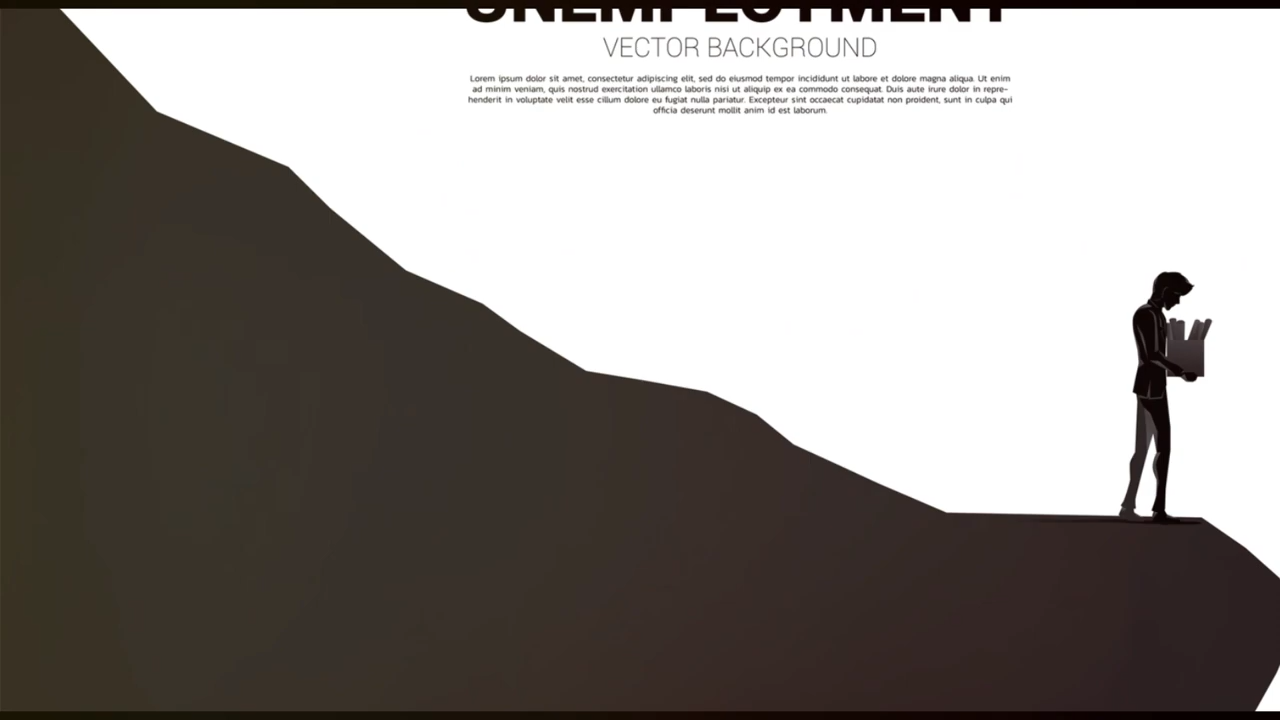 UNEMPLOYMENT
VECTOR BACKGROUND
Lorem ipsum dolor sit amet, consectetur adipiscing elit, sed do eiusmod tempor incididunt ut labore et dolore magna aliqua. Ut enim
ad minim veniam, quis nostrud exercitation ullamco laboris nisi ut aliquip ex ea commodo consequat. Duis aute irure dolor in repre-
henderit in voluptate velit esse cillum dolore eu fugiat nulla pariatur. Excepteur sint occaecat cupidatat non proident, sunt in culpa qui
officia deserunt mollit anim id est laborum.